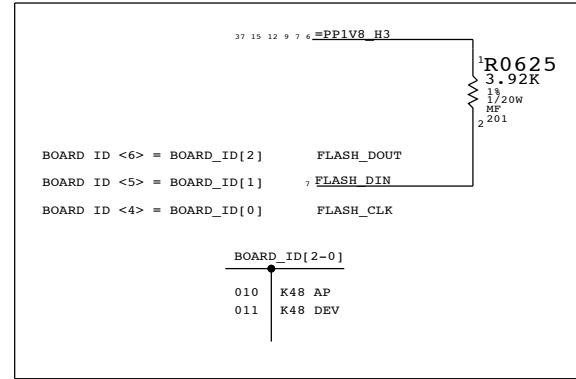 37 15 12 9 7 6 =PP1V8_H3
1
R0625
3.92K
1%
1/20W
MF
201
2
BOARD ID <6> = BOARD_ID[2] FLASH_DOUT
BOARD ID <5> = BOARD_ID[1] 7 FLASH_DIN
BOARD ID <4> = BOARD_ID[0] FLASH_CLK
BOARD_ID[2-0]
010 K48 AP
011 K48 DEV